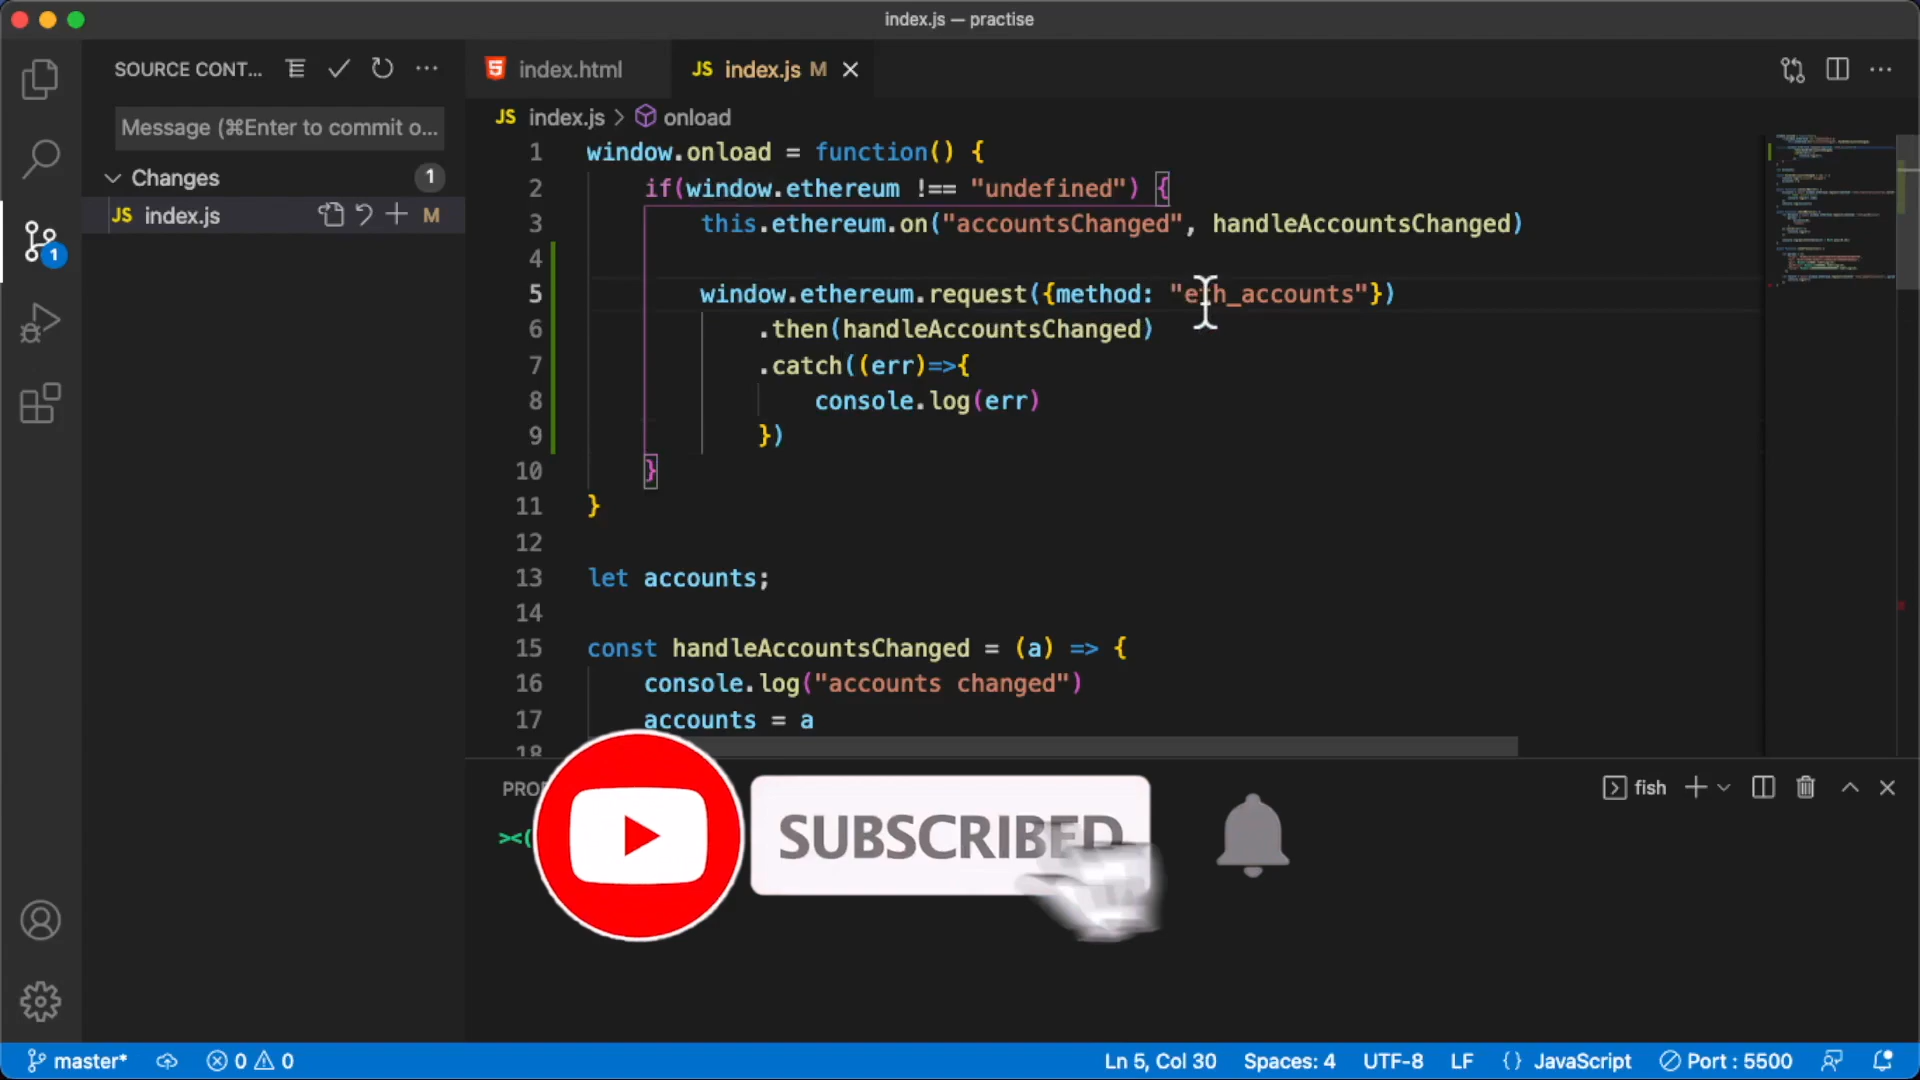 index.js — practise
SOURCE CONT...
index.html
JS index.js M
Message (⌘Enter to commit o...
JS index.js > onload
Changes 1
JS index.js M
1
1 window.onload = function() {
2 if(window.ethereum !== "undefined") {
3 this.ethereum.on("accountsChanged", handleAccountsChanged)
4
5 window.ethereum.request({method: "eth_accounts"})
6 .then(handleAccountsChanged)
7 .catch((err)=>{
8 console.log(err)
9 })
10 }
11 }
12
13 let accounts;
14
15 const handleAccountsChanged = (a) => {
16 console.log("accounts changed")
17 accounts = a
18
fish
><(
SUBSCRIBED
master* 0 0 Ln 5, Col 30 Spaces: 4 UTF-8 LF {} JavaScript Port : 5500